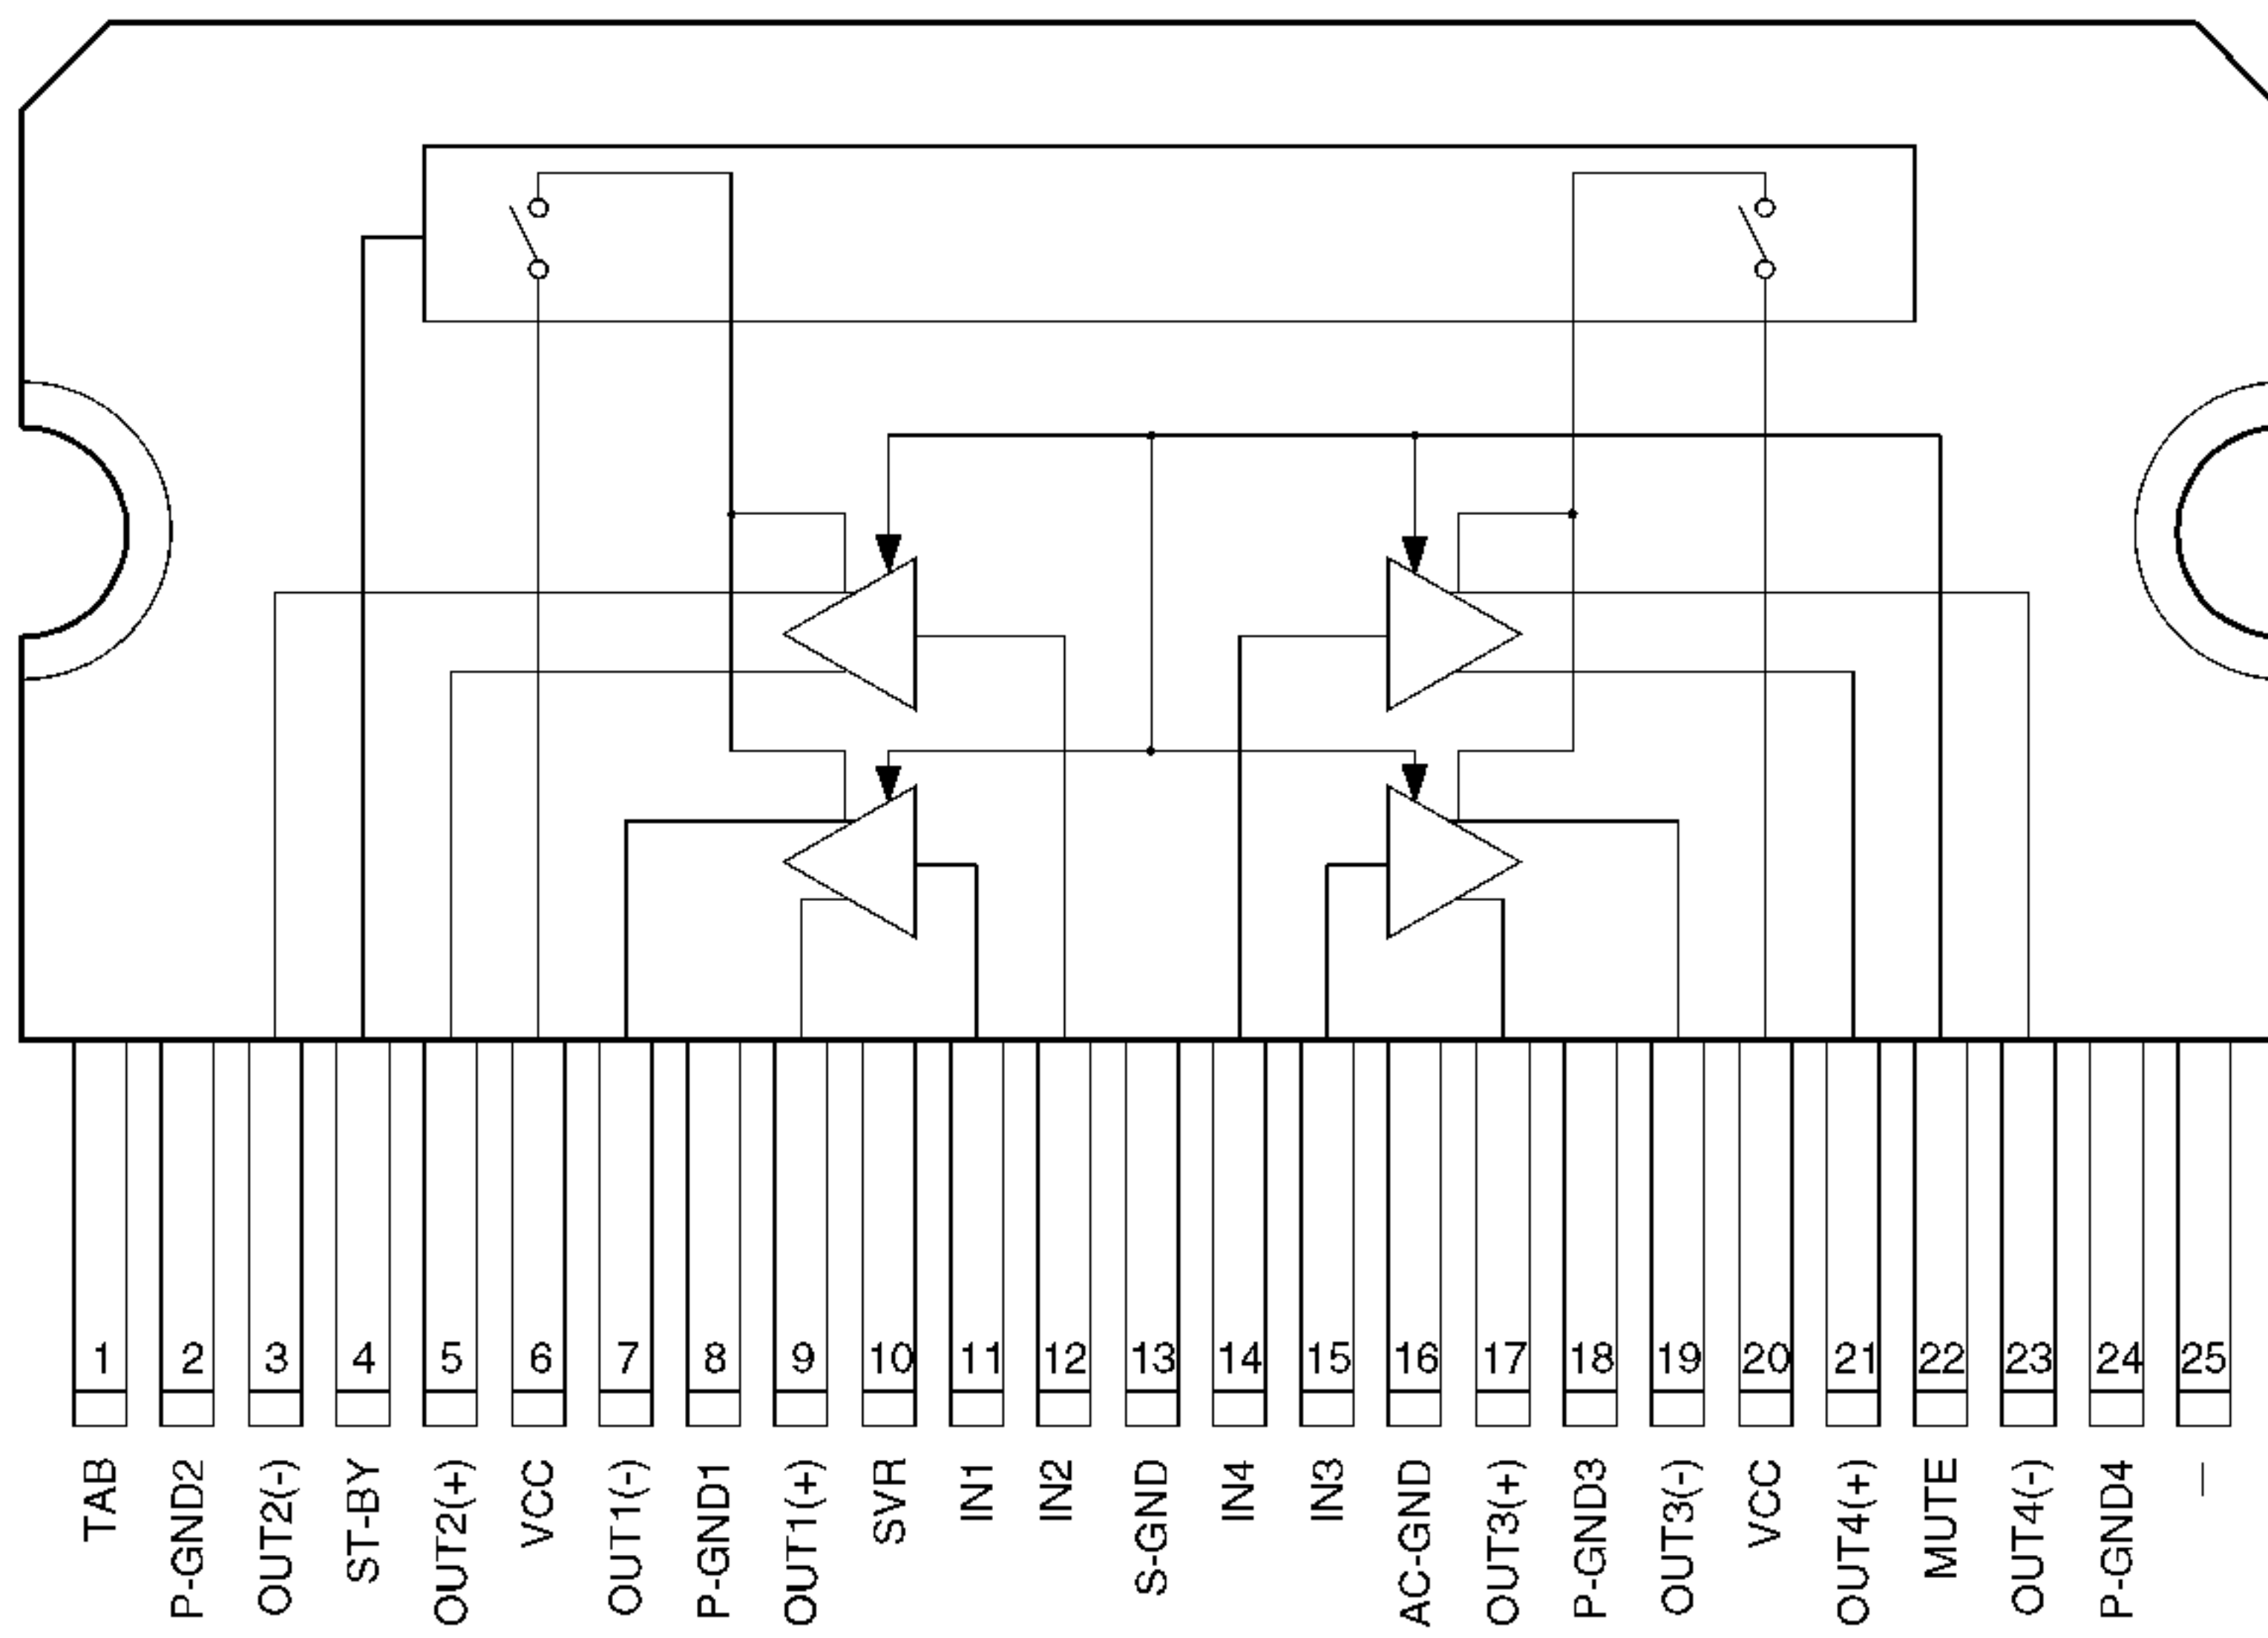 1 2 3 4 5 6 7 8 9 10 11 12 13 14 15 16 17 18 19 20 21 22 23 24 25
TAB
P-GND2
OUT2(-)
ST-BY
OUT2(+)
VCC
OUT1(-)
P-GND1
OUT1(+)
SVR
IN1
IN2
S-GND
IN4
IN3
AC-GND
OUT3(+)
P-GND3
OUT3(-)
VCC
OUT4(+)
MUTE
OUT4(-)
P-GND4
–